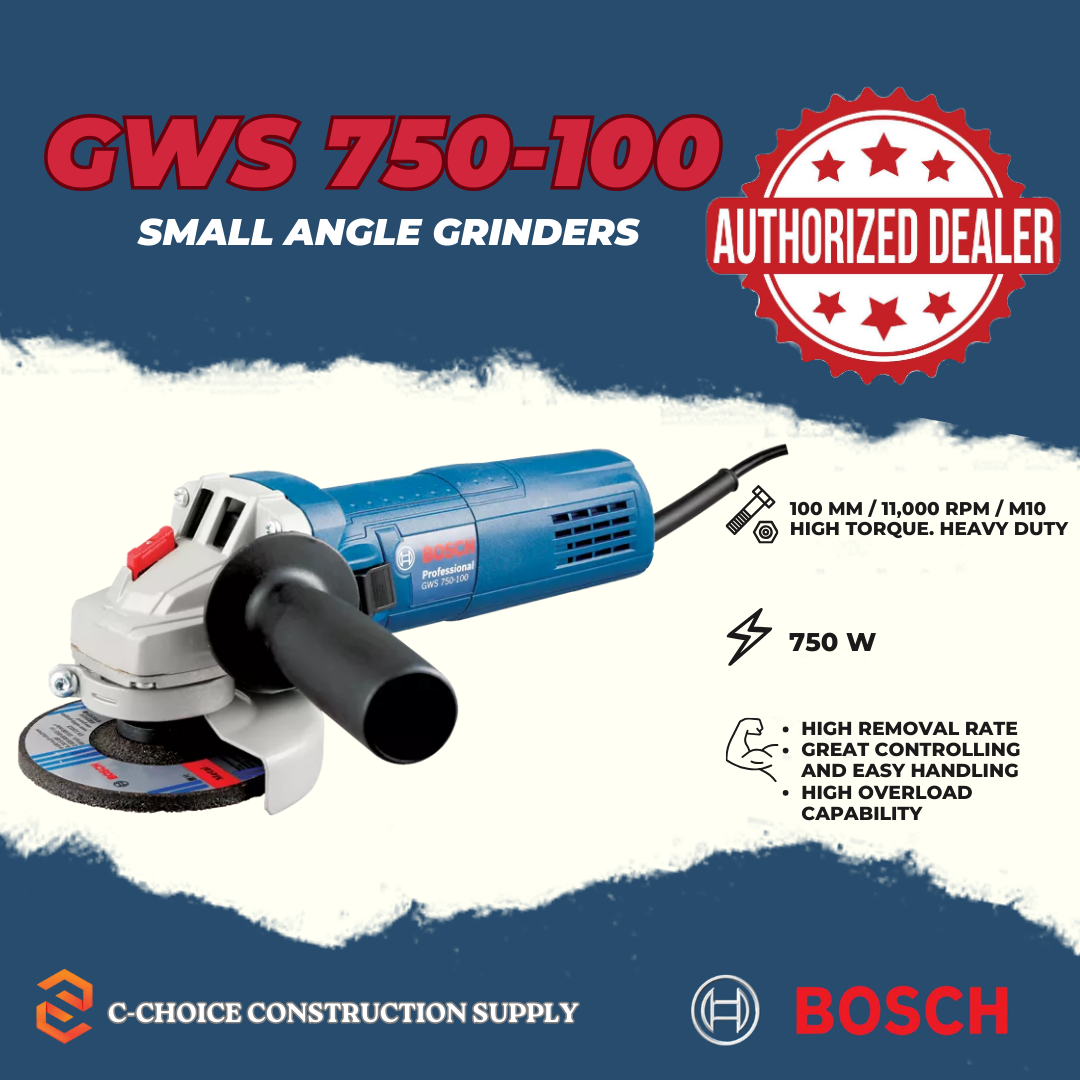 GWS 750-100
SMALL ANGLE GRINDERS
AUTHORIZED DEALER
100 MM / 11,000 RPM / M10
HIGH TORQUE. HEAVY DUTY
BOSCH
Professional
GWS 750-100
750 W
• HIGH REMOVAL RATE
• GREAT CONTROLLING
AND EASY HANDLING
• HIGH OVERLOAD
CAPABILITY
BOSCH
Metal
C-CHOICE CONSTRUCTION SUPPLY
BOSCH